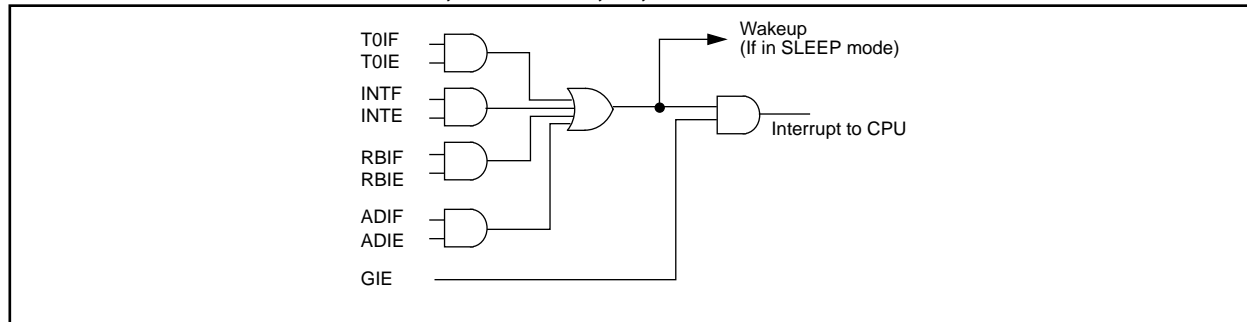 T0IF
T0IE
INTF
INTE
RBIF
RBIE
ADIF
ADIE
GIE
Wakeup
(If in SLEEP mode)
Interrupt to CPU